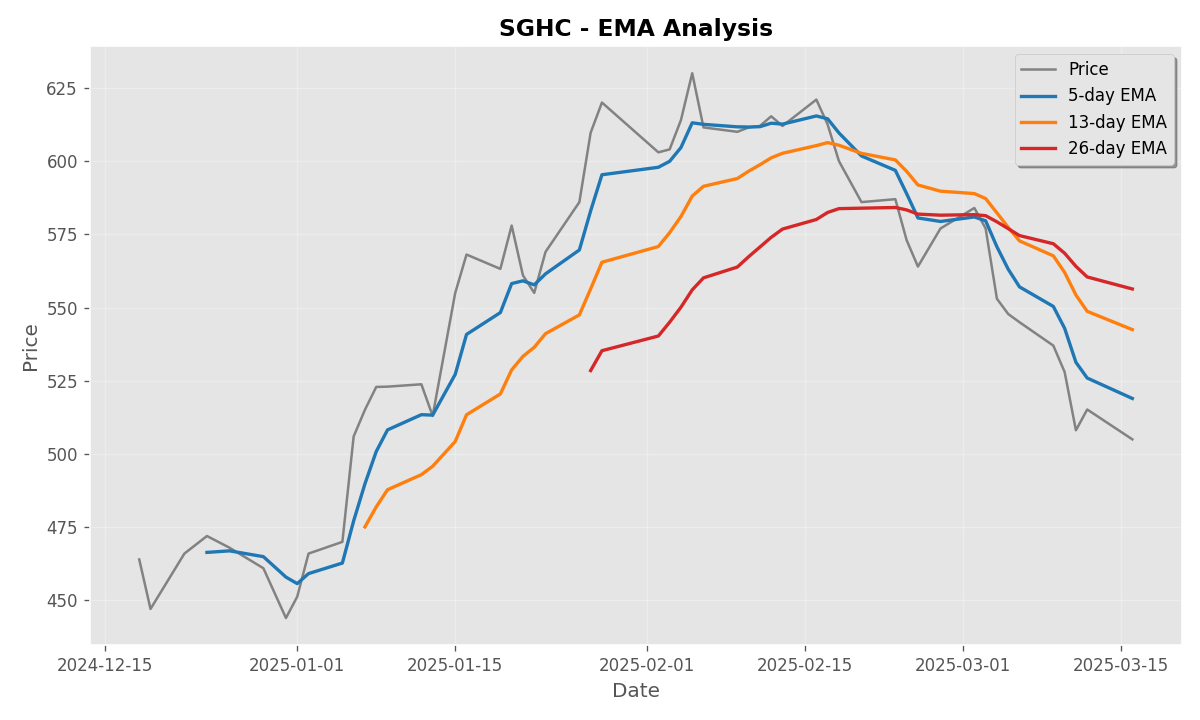 SGHC - EMA Analysis
Price
5-day EMA
13-day EMA
26-day EMA
625
600
575
550
525
500
475
450
Price
2024-12-15
2025-01-01
2025-01-15
2025-02-01
2025-02-15
2025-03-01
2025-03-15
Date